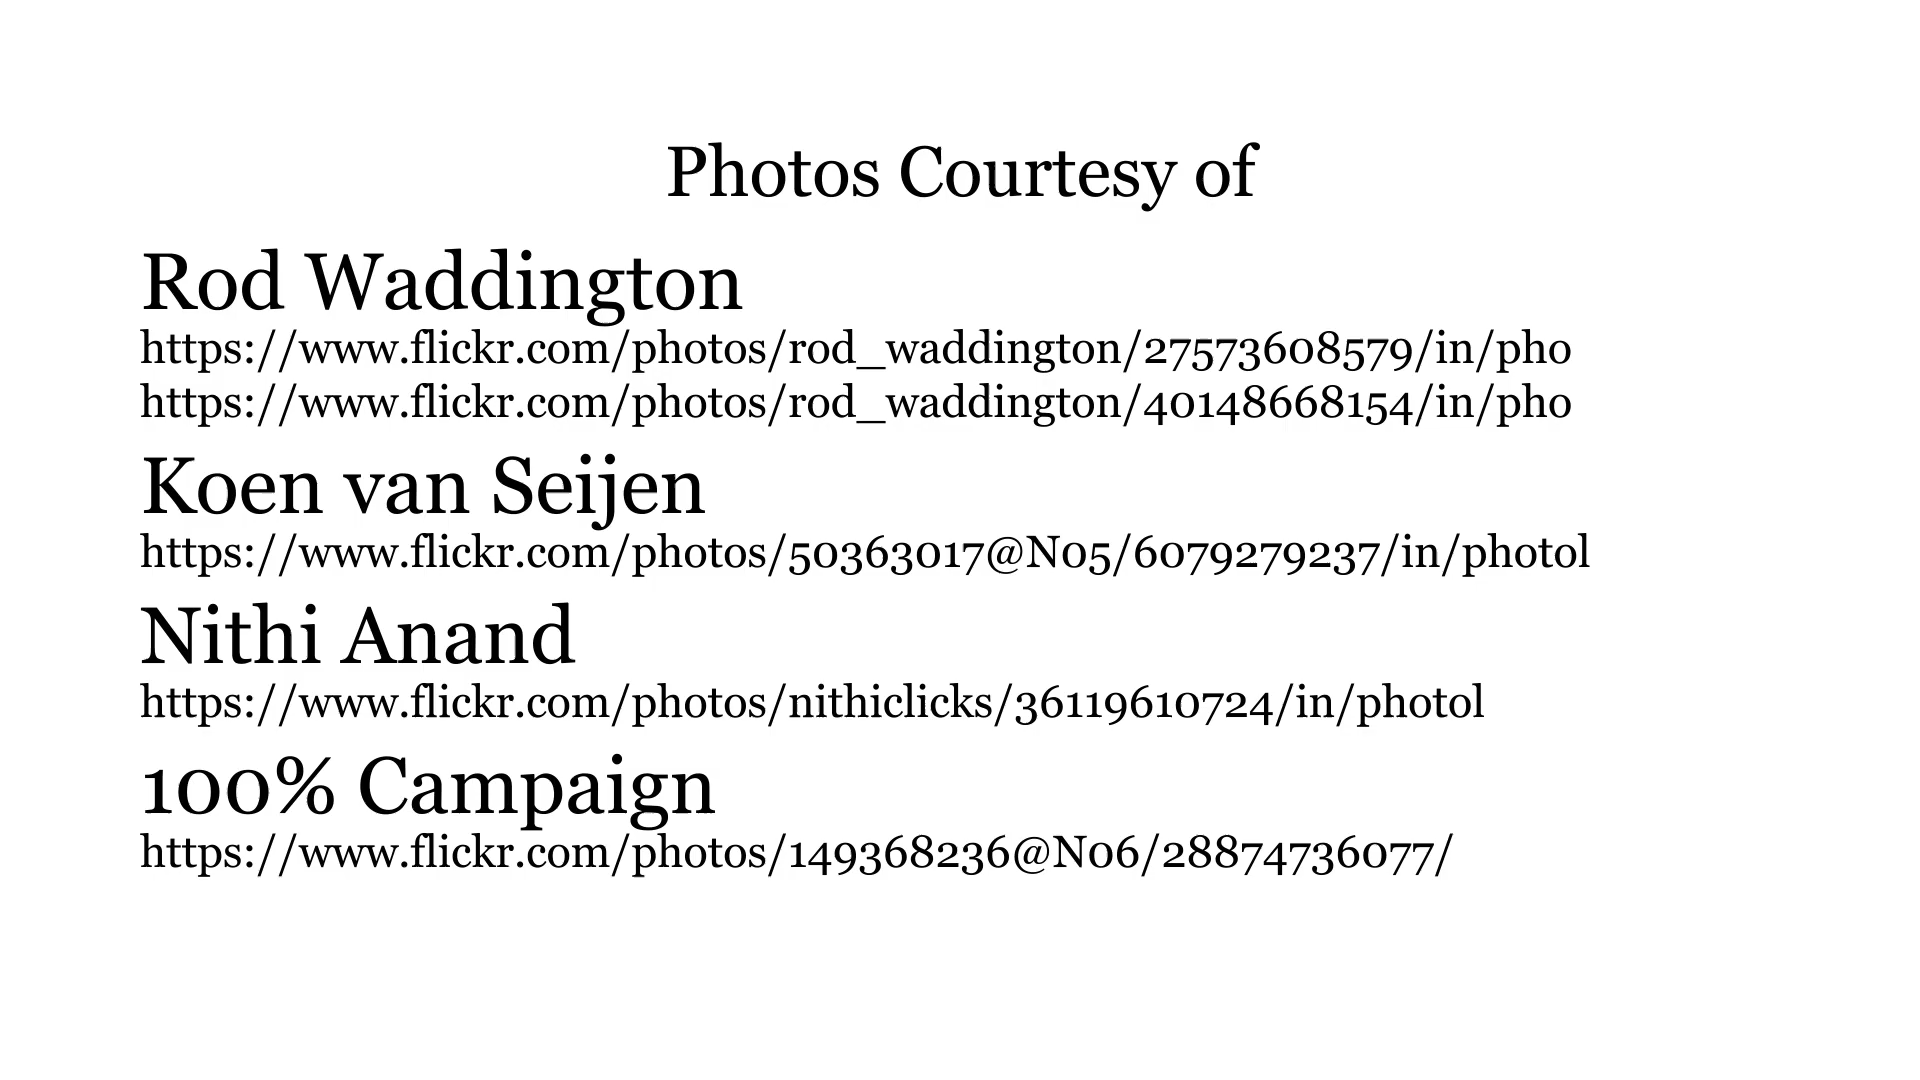 Photos Courtesy of
Rod Waddington
https://www.flickr.com/photos/rod_waddington/27573608579/in/pho
https://www.flickr.com/photos/rod_waddington/40148668154/in/pho
Koen van Seijen
https://www.flickr.com/photos/50363017@N05/6079279237/in/photol
Nithi Anand
https://www.flickr.com/photos/nithiclicks/36119610724/in/photol
100% Campaign
https://www.flickr.com/photos/149368236@N06/28874736077/